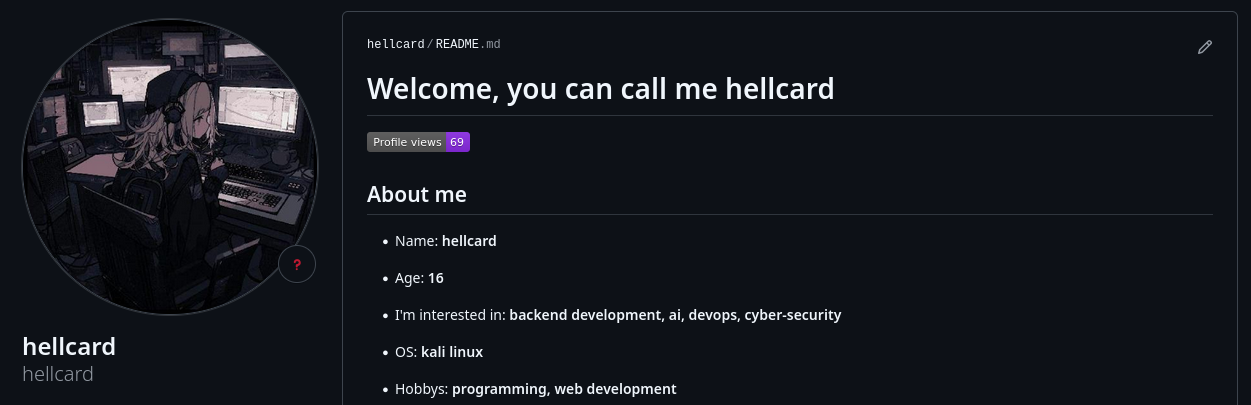 hellcard/README.md
Welcome, you can call me hellcard
Profile views 69
About me
• Name: hellcard
• Age: 16
• I'm interested in: backend development, ai, devops, cyber-security
• OS: kali linux
• Hobbys: programming, web development
?
hellcard
hellcard